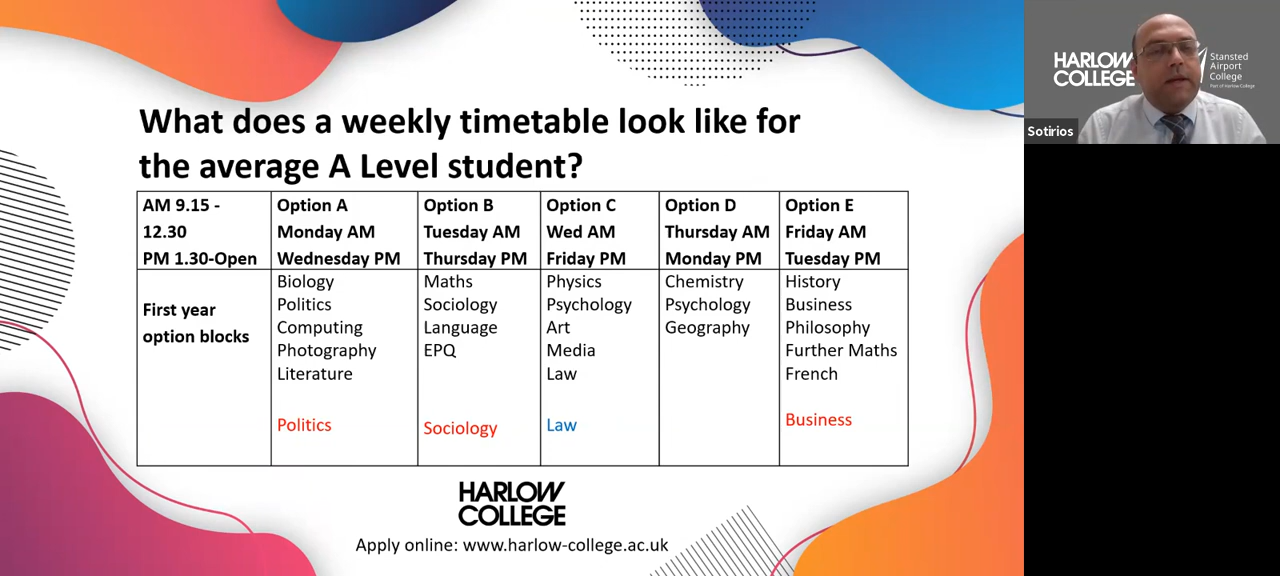 What does a weekly timetable look like for
the average A Level student?
AM 9.15 -
12.30
PM 1.30-Open
Option A
Monday AM
Wednesday PM
Option B
Tuesday AM
Thursday PM
Option C
Wed AM
Friday PM
Option D
Thursday AM
Monday PM
Option E
Friday AM
Tuesday PM
First year
option blocks
Biology
Politics
Computing
Photography
Literature
Politics
Maths
Sociology
Language
EPQ
Sociology
Physics
Psychology
Art
Media
Law
Law
Chemistry
Psychology
Geography
History
Business
Philosophy
Further Maths
French
Business
HARLOW
COLLEGE
Apply online: www.harlow-college.ac.uk
HARLOW
COLLEGE
Stansted
Airport
College
Part of Harlow College
Sotirios